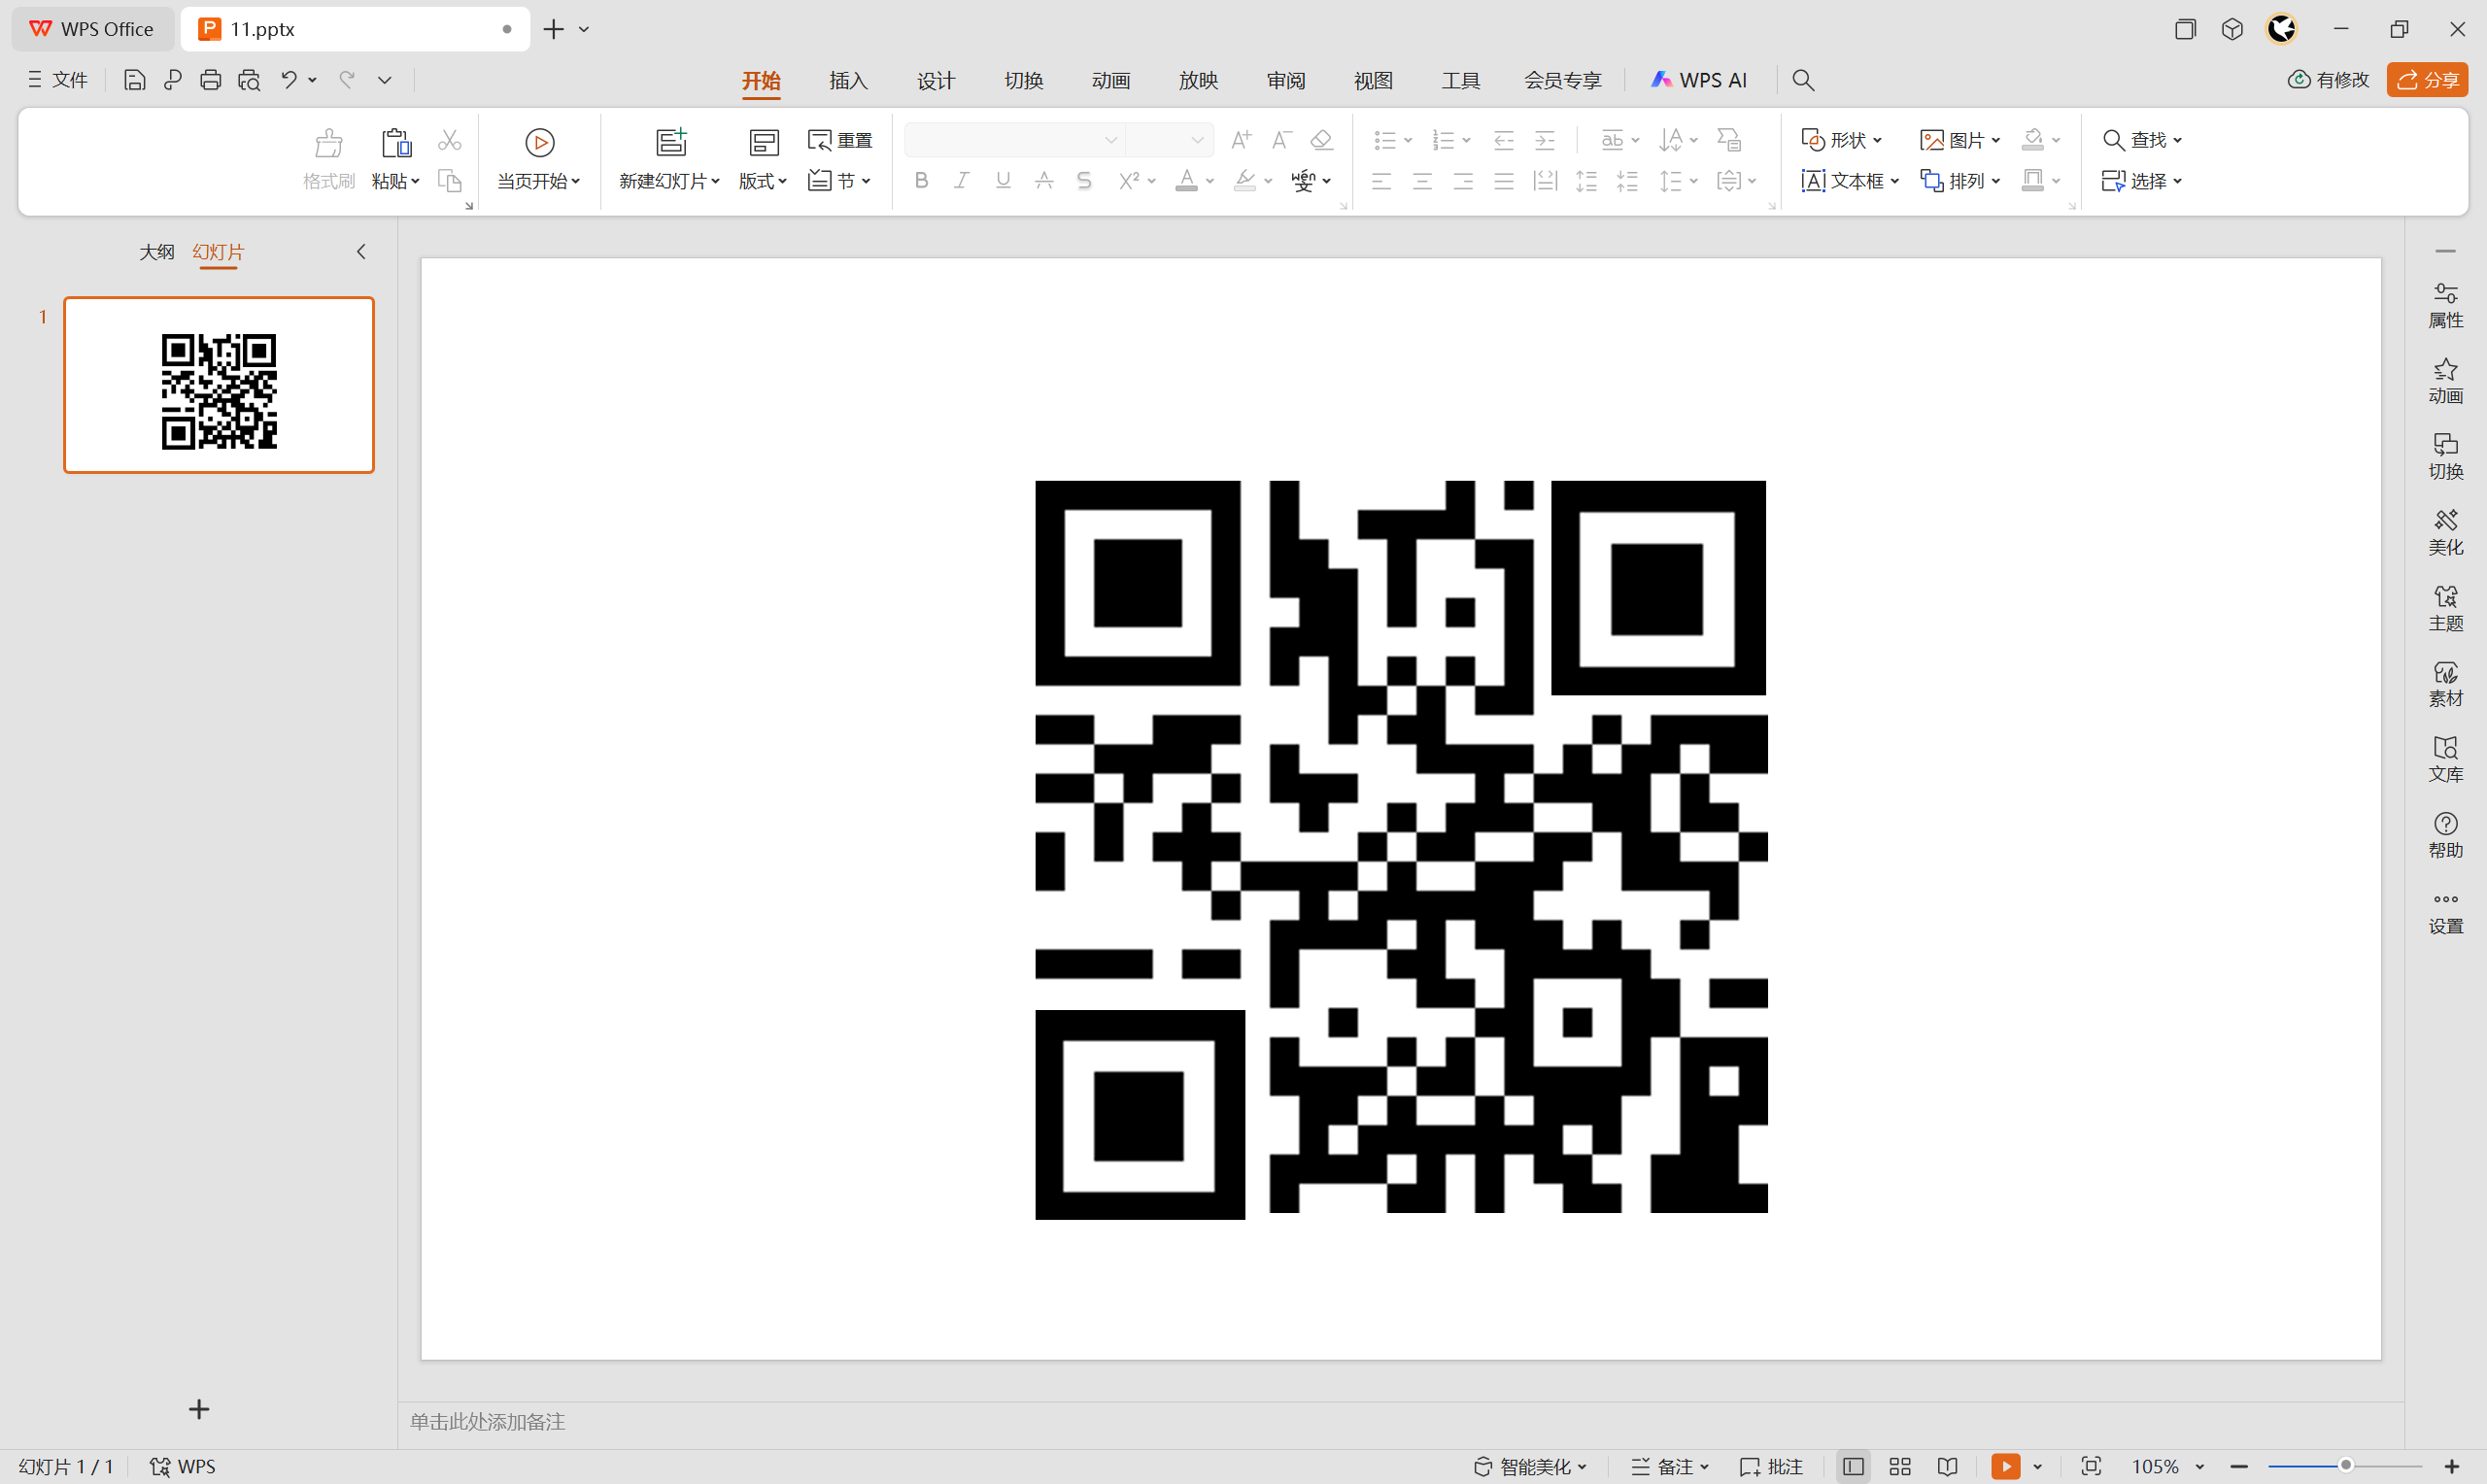 WPS Office
11.pptx
文件
开始 插入 设计 切换 动画 放映 审阅 视图 工具 会员专享 WPS AI
有修改
分享
格式刷 粘贴
当页开始
新建幻灯片 版式 重置 节
B I U A S X² A wén 变
形状 图片 查找
文本框 排列 选择
大纲 幻灯片
1
属性
动画
切换
美化
主题
素材
文库
帮助
设置
单击此处添加备注
幻灯片 1 / 1 WPS
智能美化 备注 批注 105%